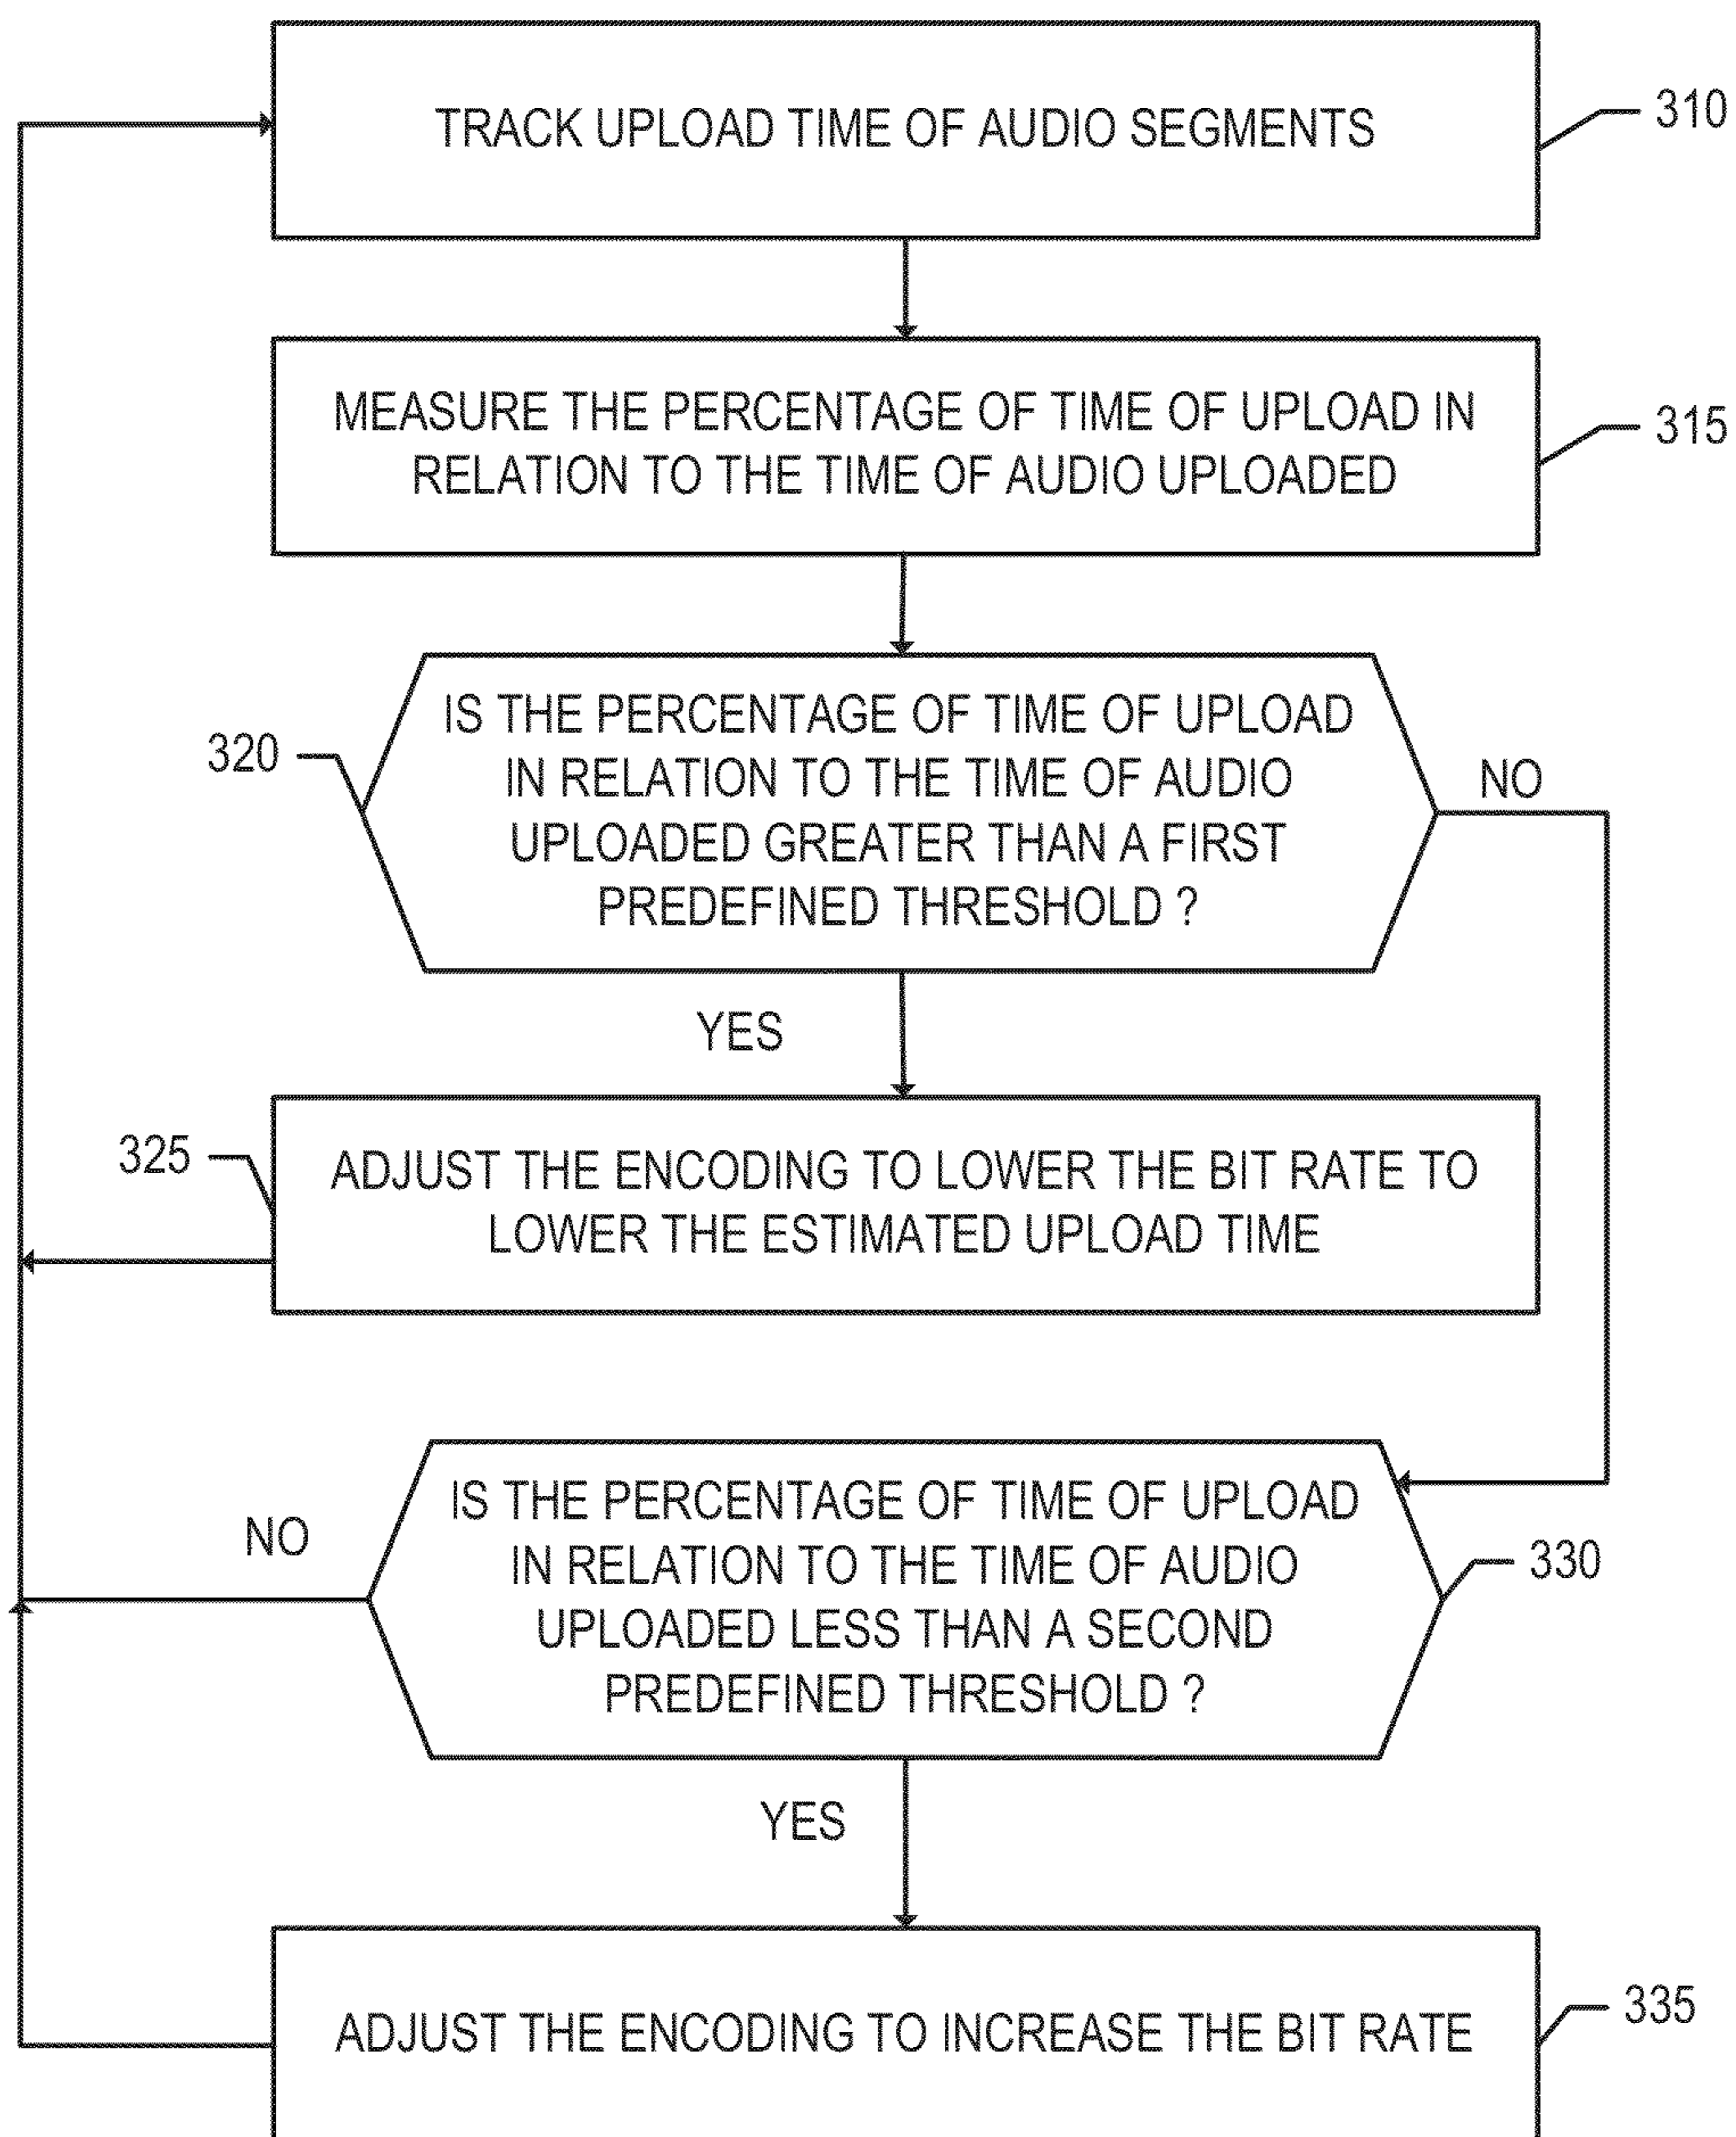 TRACK UPLOAD TIME OF AUDIO SEGMENTS
310
MEASURE THE PERCENTAGE OF TIME OF UPLOAD IN
RELATION TO THE TIME OF AUDIO UPLOADED
315
IS THE PERCENTAGE OF TIME OF UPLOAD
IN RELATION TO THE TIME OF AUDIO
UPLOADED GREATER THAN A FIRST
PREDEFINED THRESHOLD ?
320
NO
YES
325
ADJUST THE ENCODING TO LOWER THE BIT RATE TO
LOWER THE ESTIMATED UPLOAD TIME
NO
IS THE PERCENTAGE OF TIME OF UPLOAD
IN RELATION TO THE TIME OF AUDIO
UPLOADED LESS THAN A SECOND
PREDEFINED THRESHOLD ?
330
YES
ADJUST THE ENCODING TO INCREASE THE BIT RATE
335